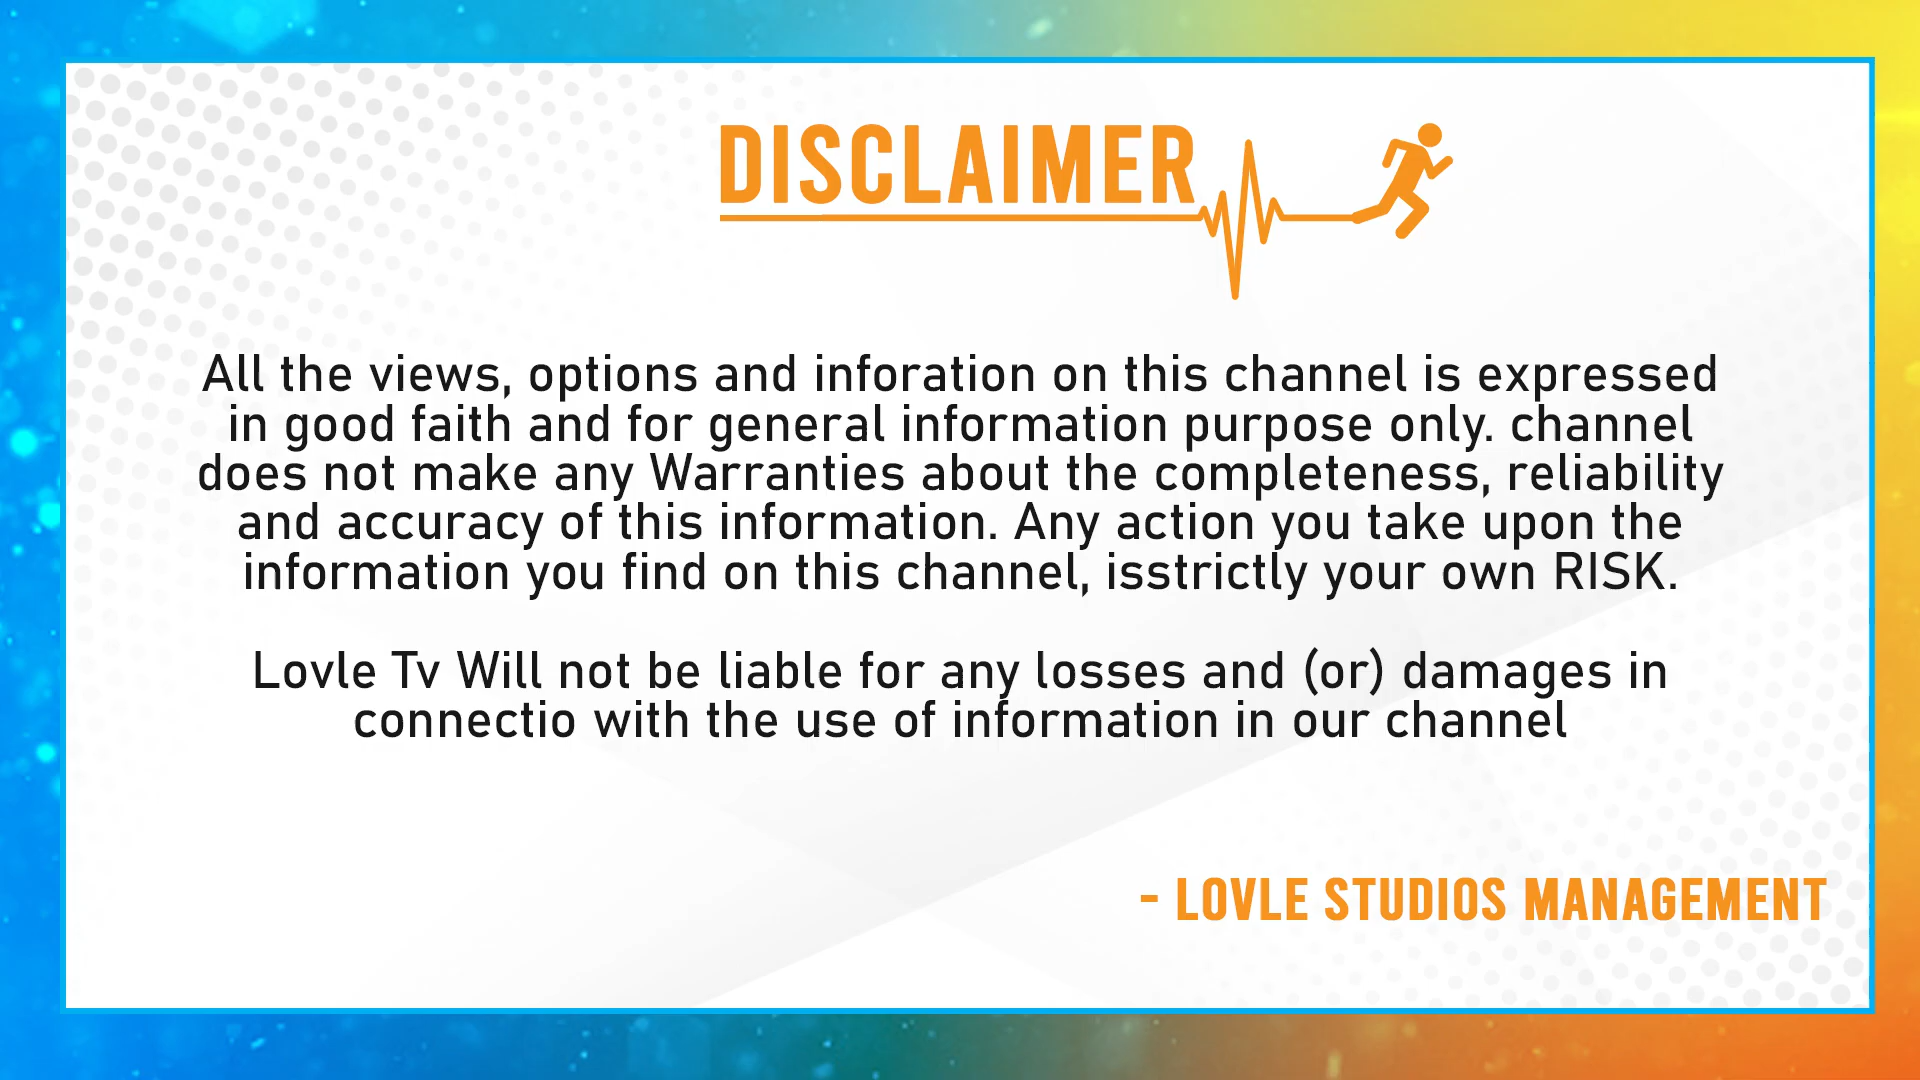 DISCLAIMER
All the views, options and inforation on this channel is expressed
in good faith and for general information purpose only. channel
does not make any Warranties about the completeness, reliability
and accuracy of this information. Any action you take upon the
information you find on this channel, isstrictly your own RISK.
Lovle Tv Will not be liable for any losses and (or) damages in
connectio with the use of information in our channel
- LOVLE STUDIOS MANAGEMENT